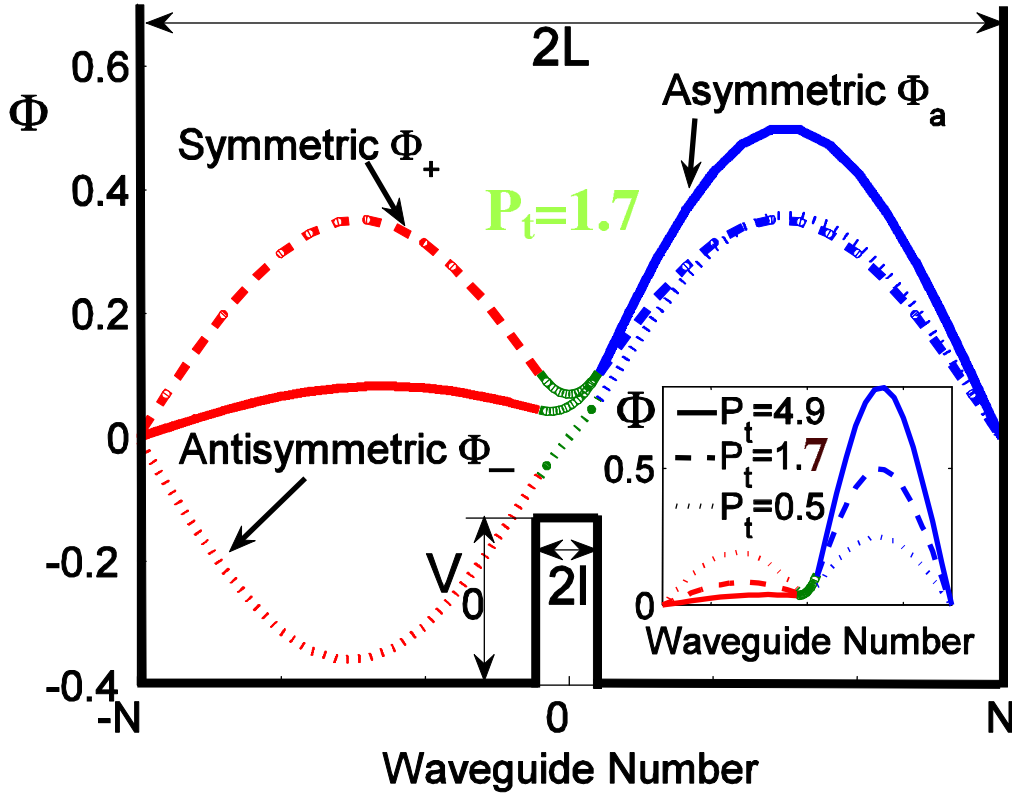 2L
0.6
Φ
Asymmetric Φa
Symmetric Φ+
0.4
Pt=1.7
0.2
0
Antisymmetric Φ−
-0.2
V0
2l
-0.4
-N
0
N
Waveguide Number
Φ
Pt=4.9
0.5
Pt=1.7
Pt=0.5
0
Waveguide Number